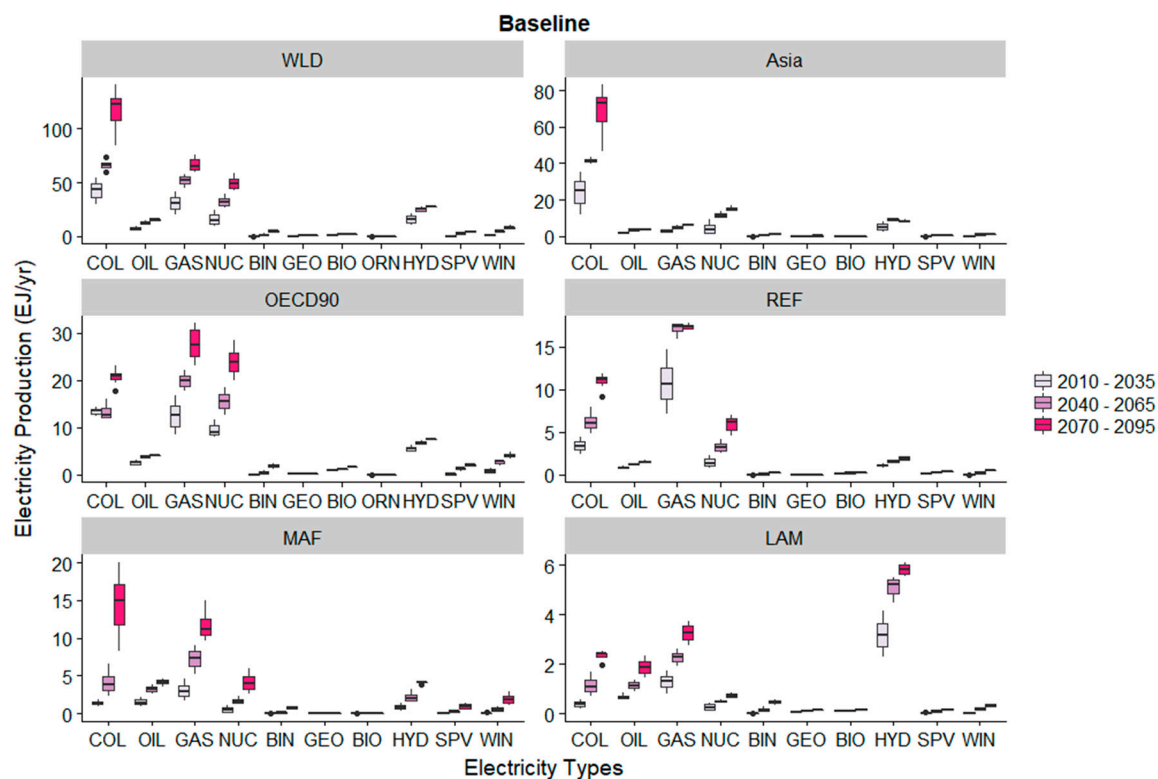 Baseline
WLD
Asia
100
50
0
COL OIL GAS NUC BIN GEO BIO ORN HYD SPV WIN
80
60
40
20
0
COL OIL GAS NUC BIN GEO BIO HYD SPV WIN
OECD90
REF
30
20
10
0
COL OIL GAS NUC BIN GEO BIO ORN HYD SPV WIN
15
10
5
0
COL OIL GAS NUC BIN GEO BIO HYD SPV WIN
MAF
LAM
20
15
10
5
0
COL OIL GAS NUC BIN GEO BIO HYD SPV WIN
6
4
2
0
COL OIL GAS NUC BIN GEO BIO HYD SPV WIN
Electricity Production (EJ/yr)
Electricity Types
2010 - 2035
2040 - 2065
2070 - 2095